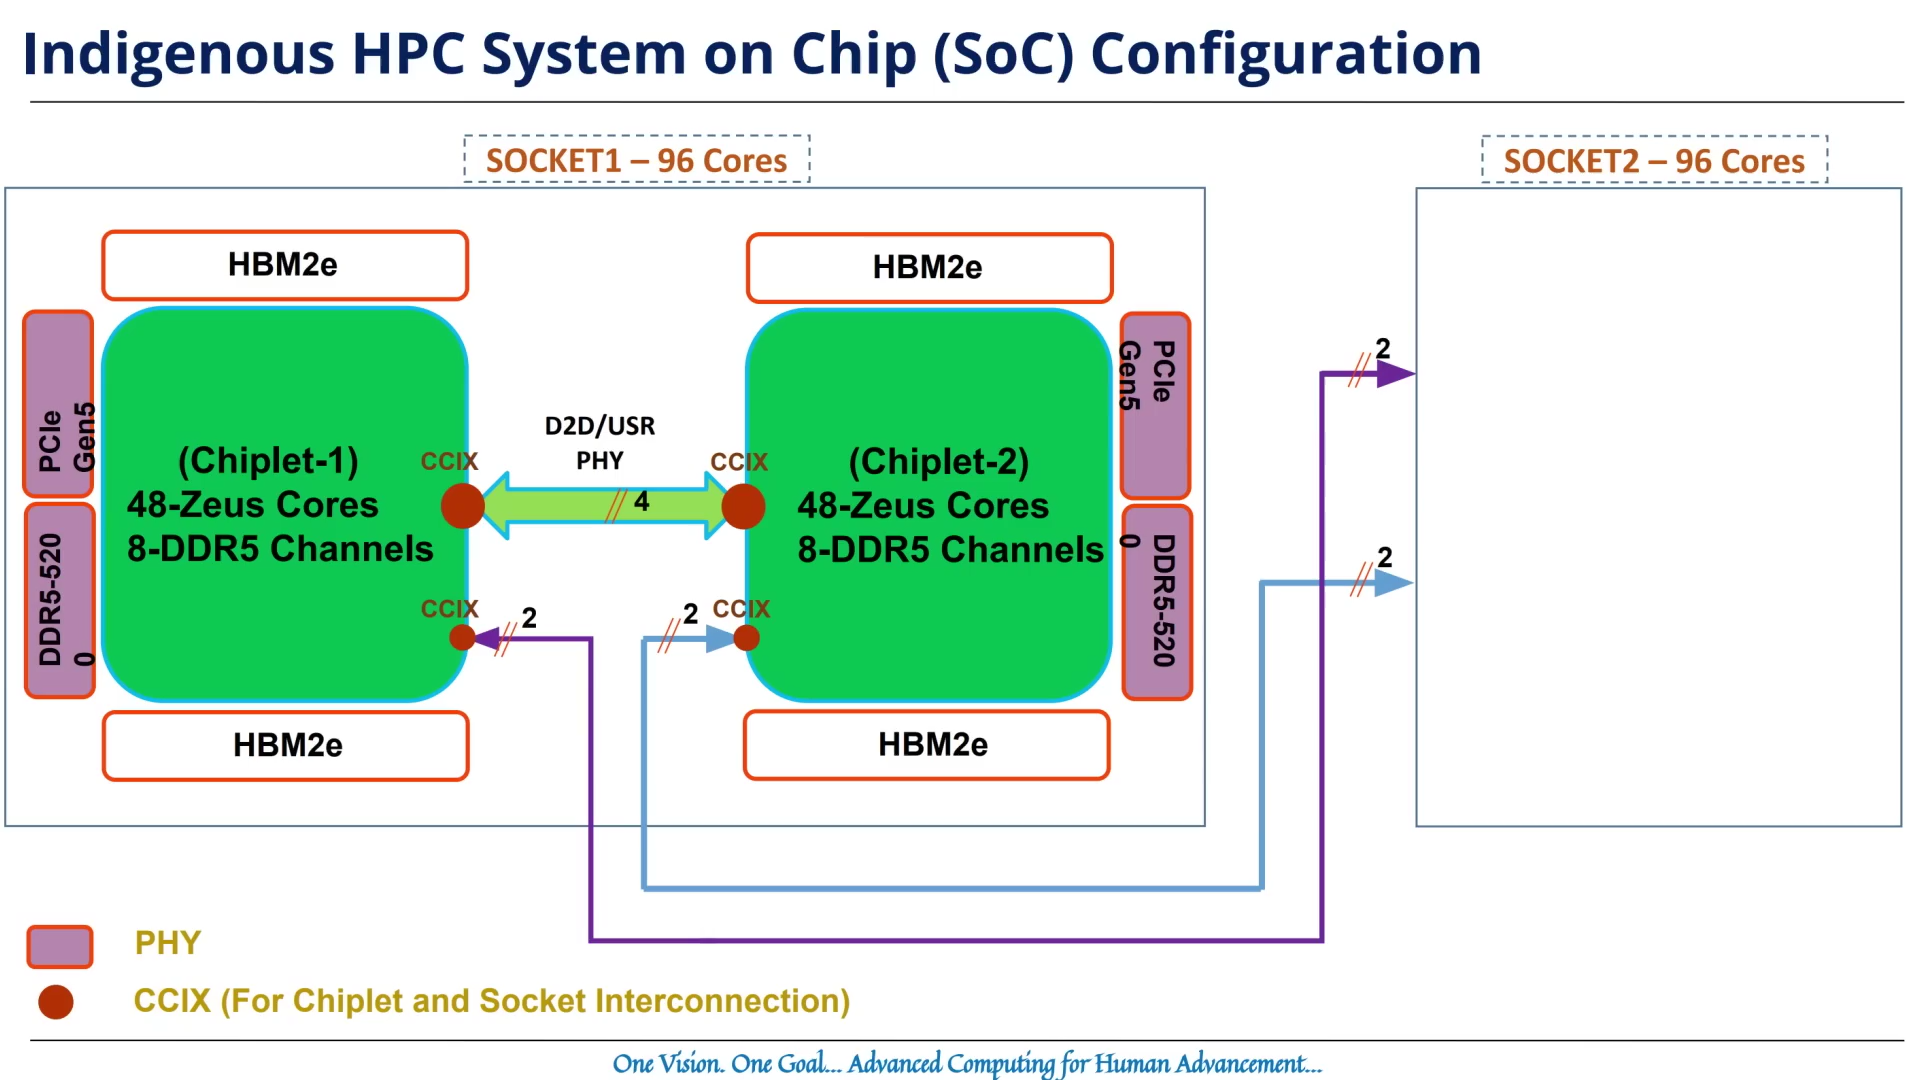 Indigenous HPC System on Chip (SoC) Configuration
SOCKET1 – 96 Cores
SOCKET2 – 96 Cores
HBM2e
HBM2e
PCIe
Gen5
PCIe
Gen5
(Chiplet-1)
48-Zeus Cores
8-DDR5 Channels
CCIX
D2D/USR
PHY
4
CCIX
(Chiplet-2)
48-Zeus Cores
8-DDR5 Channels
DDR5-520
0
DDR5-520
0
CCIX
2
2
CCIX
2
2
HBM2e
HBM2e
PHY
CCIX (For Chiplet and Socket Interconnection)
One Vision. One Goal... Advanced Computing for Human Advancement...